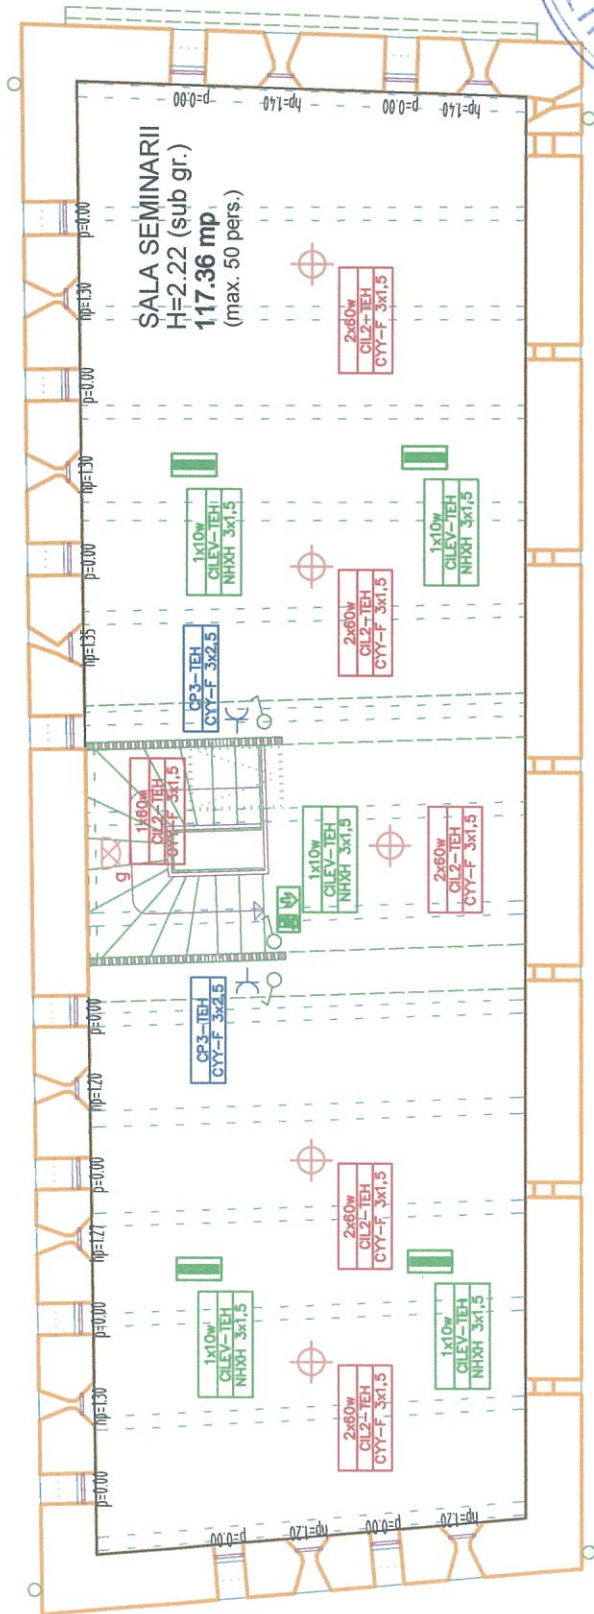 SALA SEMINARII
H=2.22 (sub gr.)
117.36 mp
(max. 50 pers.)
p=0.00
hp=1.40
p=0.00
hp=1.40
p=0.00
hp=1.30
p=0.00
hp=1.30
p=0.00
hp=1.35
p=0.00
hp=1.20
p=0.00
hp=1.27
p=0.00
hp=1.30
p=0.00
p=0.00
hp=1.20
p=0.00
hp=1.20
2x60w
CIL2-TEH
CYY-F 3x1,5
1x10w
CILEV-TEH
NHXH 3x1,5
1x10w
CILEV-TEH
NHXH 3x1,5
2x60w
CIL2-TEH
CYY-F 3x1,5
CP3-TEH
CYY-F 3x2,5
1x60w
CIL2-TEH
CYY-F 3x1,5
g
1x10w
CILEV-TEH
NHXH 3x1,5
2x60w
CIL2-TEH
CYY-F 3x1,5
CP3-TEH
CYY-F 3x2,5
2x60w
CIL2-TEH
CYY-F 3x1,5
1x10w
CILEV-TEH
NHXH 3x1,5
1x10w
CILEV-TEH
NHXH 3x1,5
2x60w
CIL2-TEH
CYY-F 3x1,5